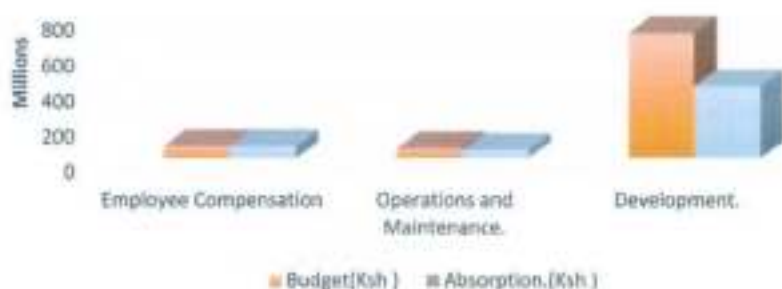 Millions
800
600
400
200
0
Employee Compensation
Operations and
Maintenance.
Development.
Budget(Ksh )
Absorption.(Ksh )